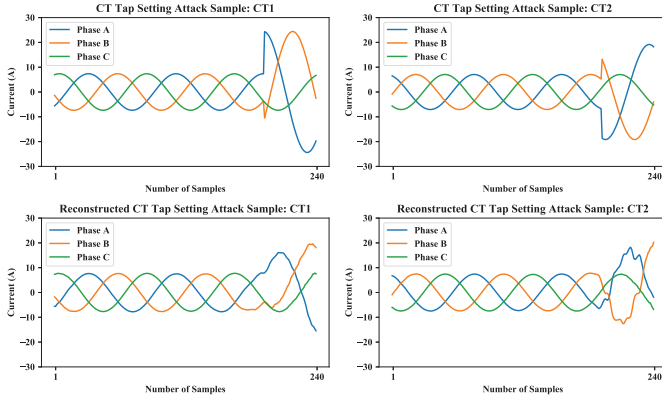 CT Tap Setting Attack Sample: CT1
30
20
10
0
−10
−20
−30
Current (A)
Phase A
Phase B
Phase C
1
240
Number of Samples
CT Tap Setting Attack Sample: CT2
30
20
10
0
−10
−20
−30
Current (A)
Phase A
Phase B
Phase C
1
240
Number of Samples
Reconstructed CT Tap Setting Attack Sample: CT1
30
20
10
0
−10
−20
−30
Current (A)
Phase A
Phase B
Phase C
1
240
Number of Samples
Reconstructed CT Tap Setting Attack Sample: CT2
30
20
10
0
−10
−20
−30
Current (A)
Phase A
Phase B
Phase C
1
240
Number of Samples